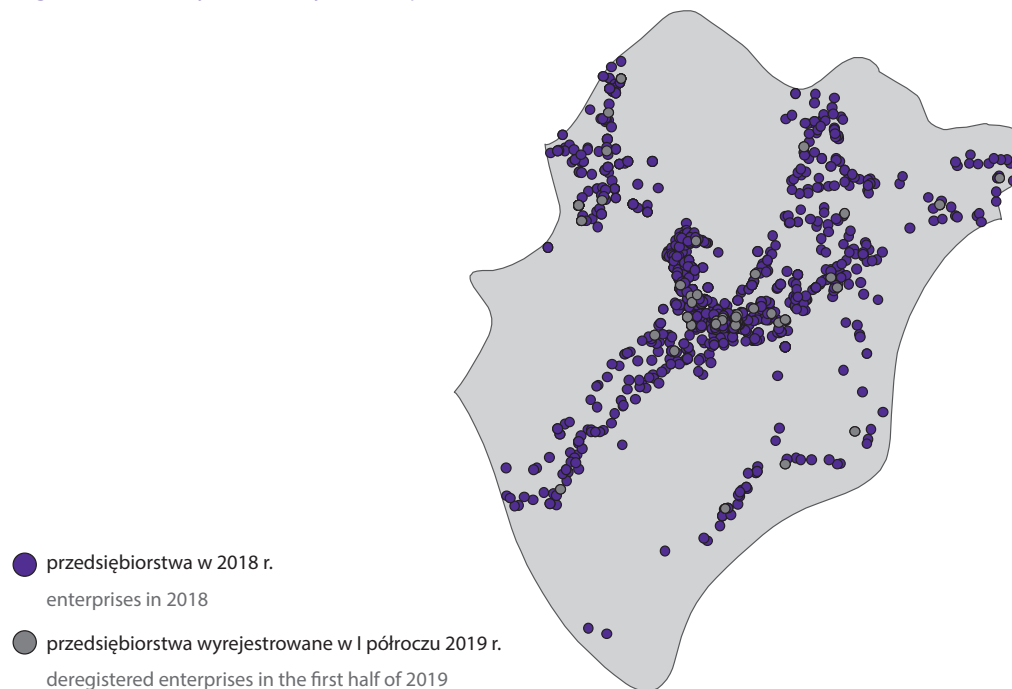 przedsiębiorstwa w 2018 r.
enterprises in 2018
przedsiębiorstwa wyrejestrowane w I półroczu 2019 r.
deregistered enterprises in the first half of 2019